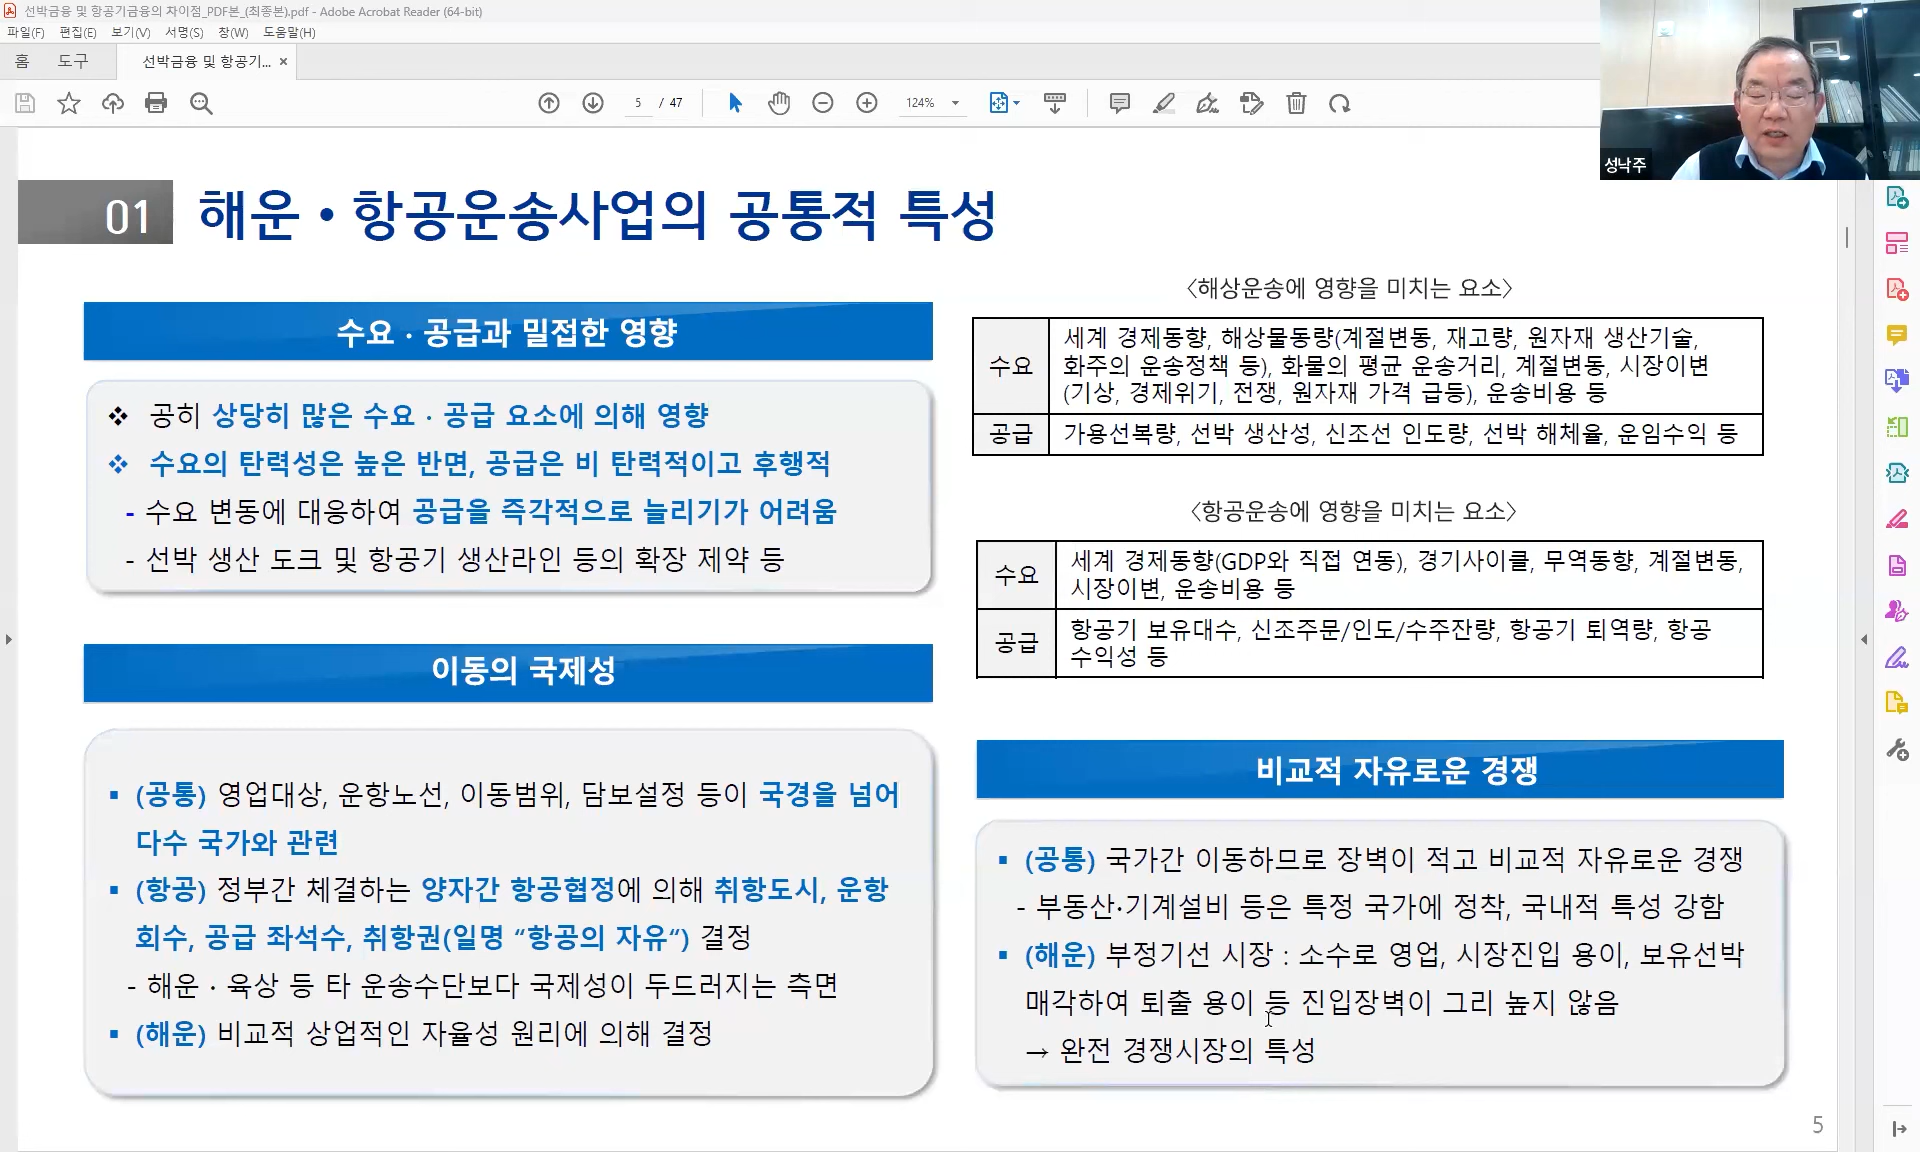 선박금융 및 항공기금융의 차이점_PDF본_(최종본).pdf - Adobe Acrobat Reader (64-bit)
파일(F) 편집(E) 보기(V) 서명(S) 창(W) 도움말(H)
홈 도구 선박금융 및 항공기... ×
5 / 47 124%
성낙주
01 해운・항공운송사업의 공통적 특성
수요 · 공급과 밀접한 영향
❖ 공히 상당히 많은 수요 · 공급 요소에 의해 영향
❖ 수요의 탄력성은 높은 반면, 공급은 비 탄력적이고 후행적
- 수요 변동에 대응하여 공급을 즉각적으로 늘리기가 어려움
- 선박 생산 도크 및 항공기 생산라인 등의 확장 제약 등
이동의 국제성
▪ (공통) 영업대상, 운항노선, 이동범위, 담보설정 등이 국경을 넘어
다수 국가와 관련
▪ (항공) 정부간 체결하는 양자간 항공협정에 의해 취항도시, 운항
회수, 공급 좌석수, 취항권(일명 “항공의 자유“) 결정
- 해운 · 육상 등 타 운송수단보다 국제성이 두드러지는 측면
▪ (해운) 비교적 상업적인 자율성 원리에 의해 결정
〈해상운송에 영향을 미치는 요소〉
수요
세계 경제동향, 해상물동량(계절변동, 재고량, 원자재 생산기술,
화주의 운송정책 등), 화물의 평균 운송거리, 계절변동, 시장이변
(기상, 경제위기, 전쟁, 원자재 가격 급등), 운송비용 등
공급 가용선복량, 선박 생산성, 신조선 인도량, 선박 해체율, 운임수익 등
〈항공운송에 영향을 미치는 요소〉
수요
세계 경제동향(GDP와 직접 연동), 경기사이클, 무역동향, 계절변동,
시장이변, 운송비용 등
공급
항공기 보유대수, 신조주문/인도/수주잔량, 항공기 퇴역량, 항공
수익성 등
비교적 자유로운 경쟁
▪ (공통) 국가간 이동하므로 장벽이 적고 비교적 자유로운 경쟁
- 부동산·기계설비 등은 특정 국가에 정착, 국내적 특성 강함
▪ (해운) 부정기선 시장 : 소수로 영업, 시장진입 용이, 보유선박
매각하여 퇴출 용이 등 진입장벽이 그리 높지 않음
→ 완전 경쟁시장의 특성
5